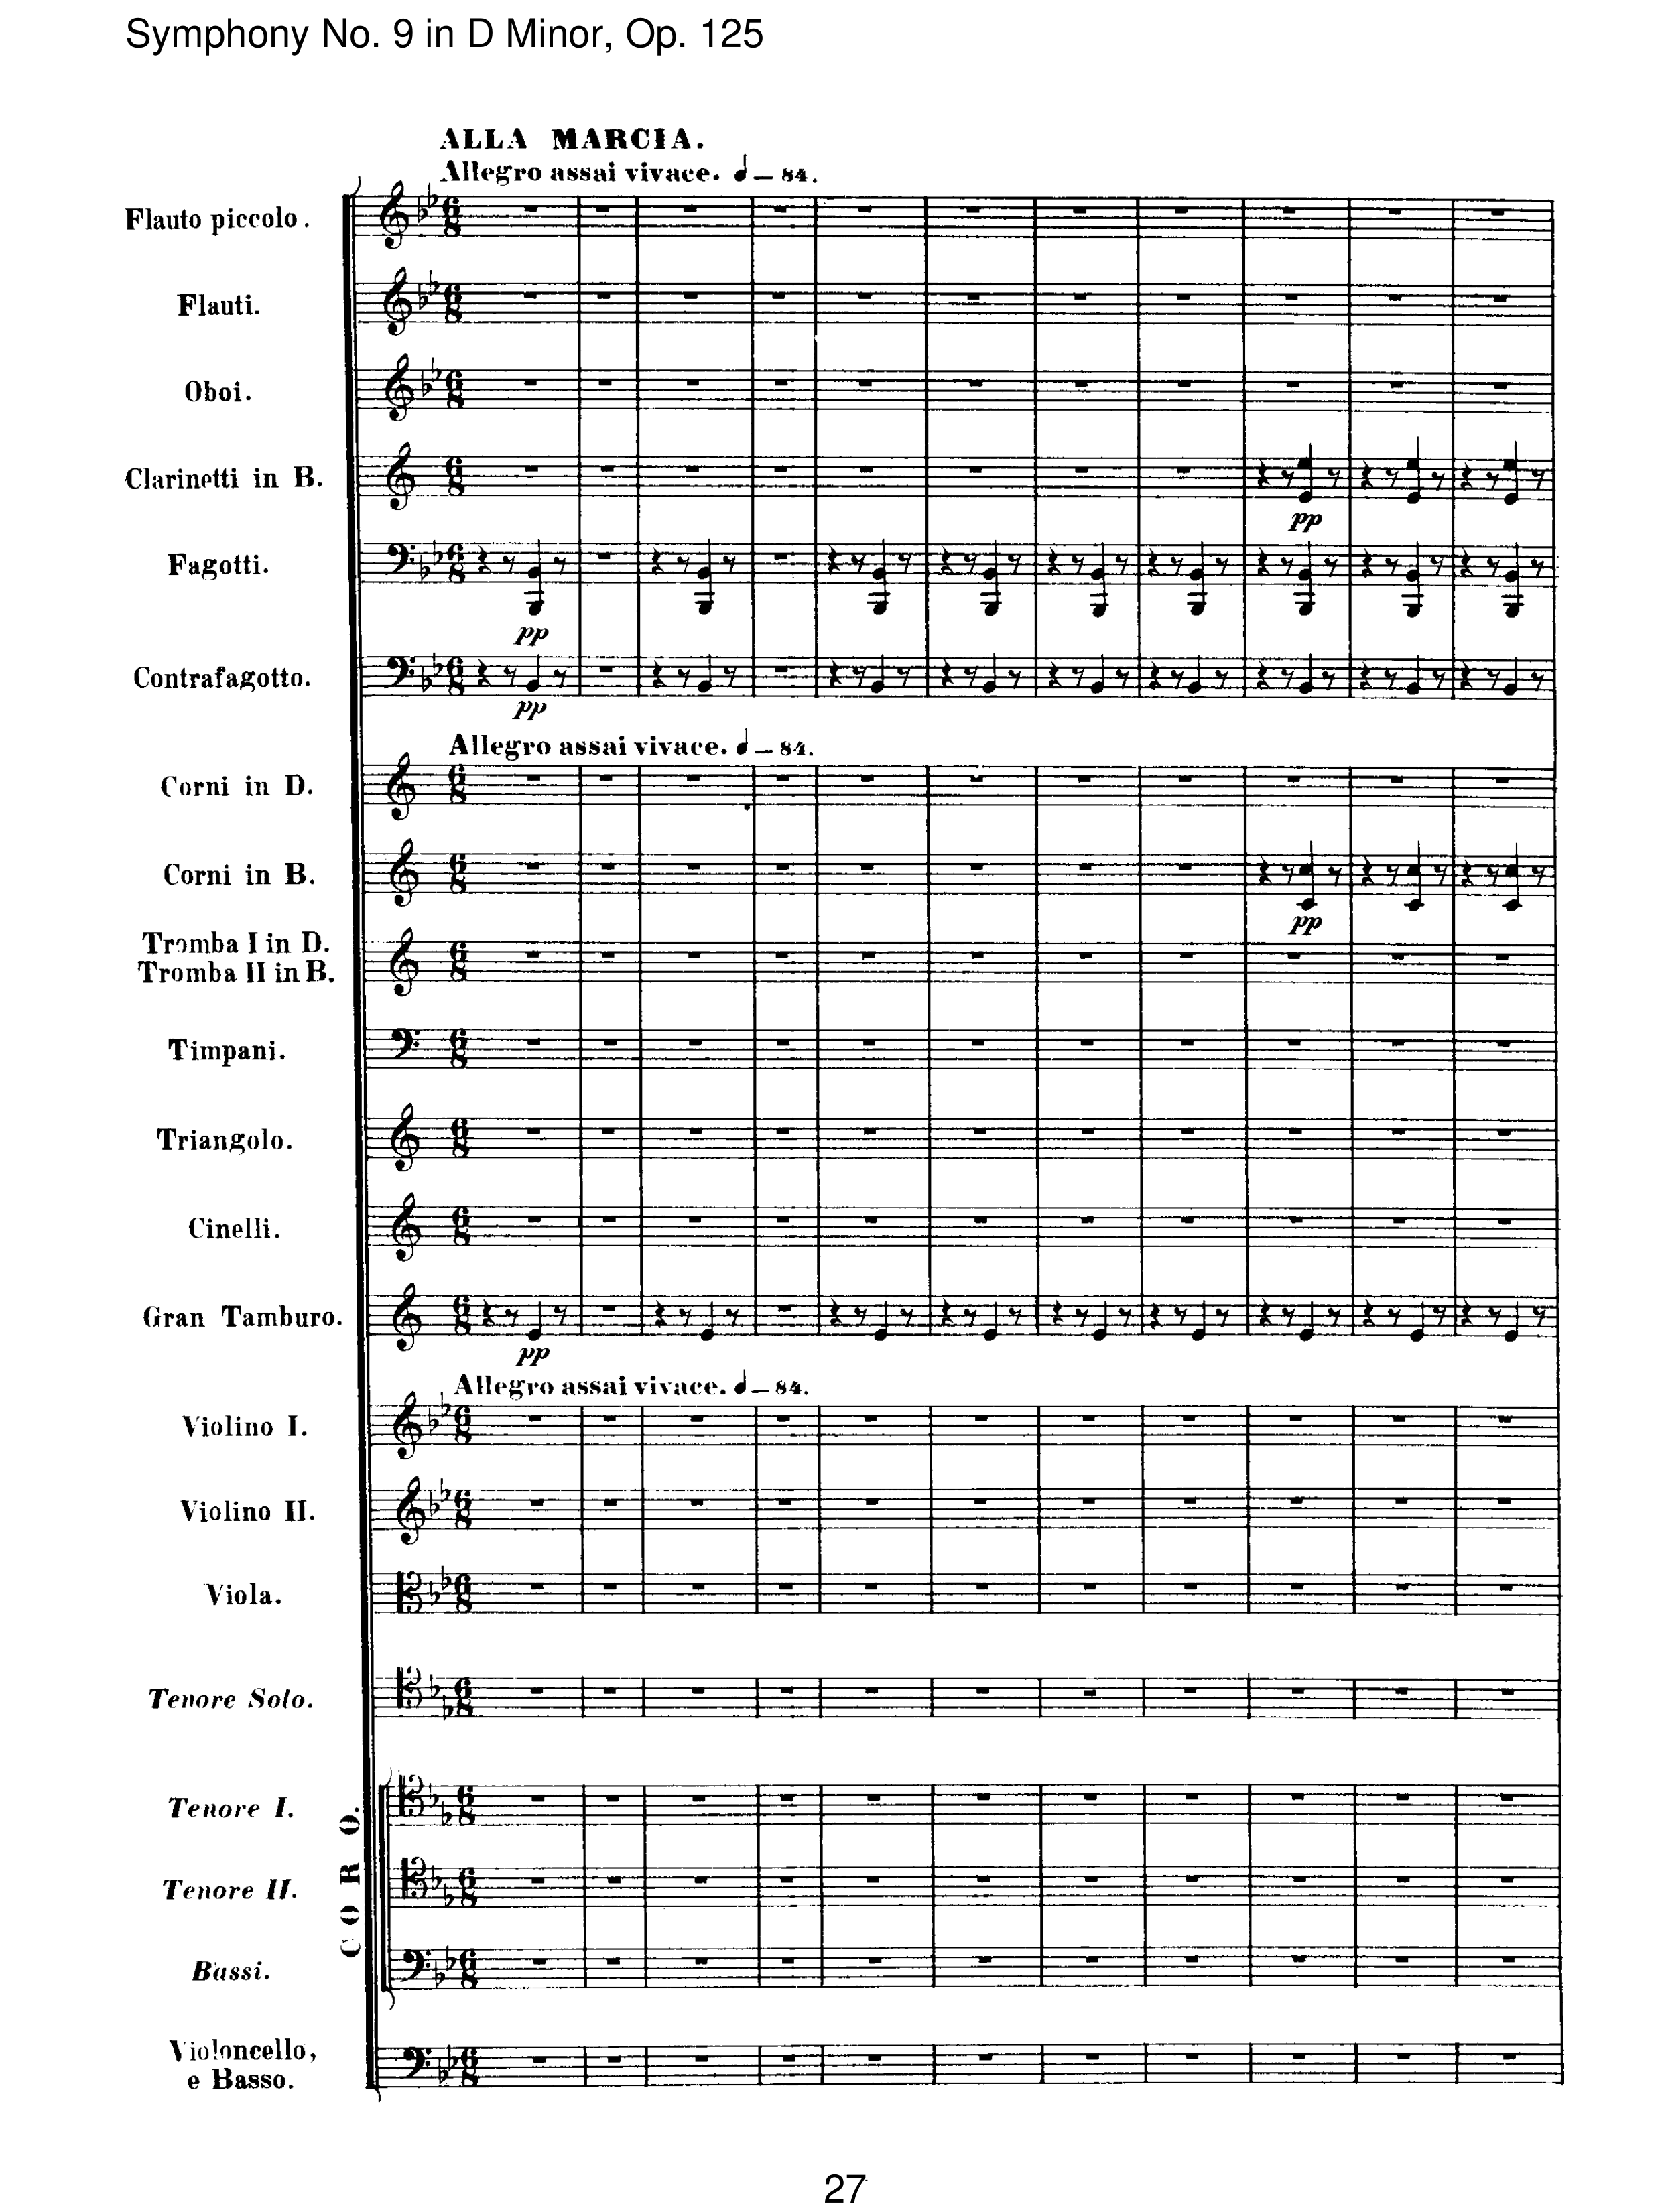 Symphony No. 9 in D Minor, Op. 125
ALLA MARCIA.
Allegro assai vivace. ♩ — 84.
Flauto piccolo.
Flauti.
Oboi.
Clarinetti in B.
Fagotti.
pp
Contrafagotto.
pp
Allegro assai vivace. ♩ — 84.
Corni in D.
Corni in B.
pp
Tromba I in D.
Tromba II in B.
Timpani.
Triangolo.
Cinelli.
Gran Tamburo.
pp
Allegro assai vivace. ♩ — 84.
Violino I.
Violino II.
Viola.
Tenore Solo.
CORO.
Tenore I.
Tenore II.
Bassi.
Violoncello,
e Basso.
27